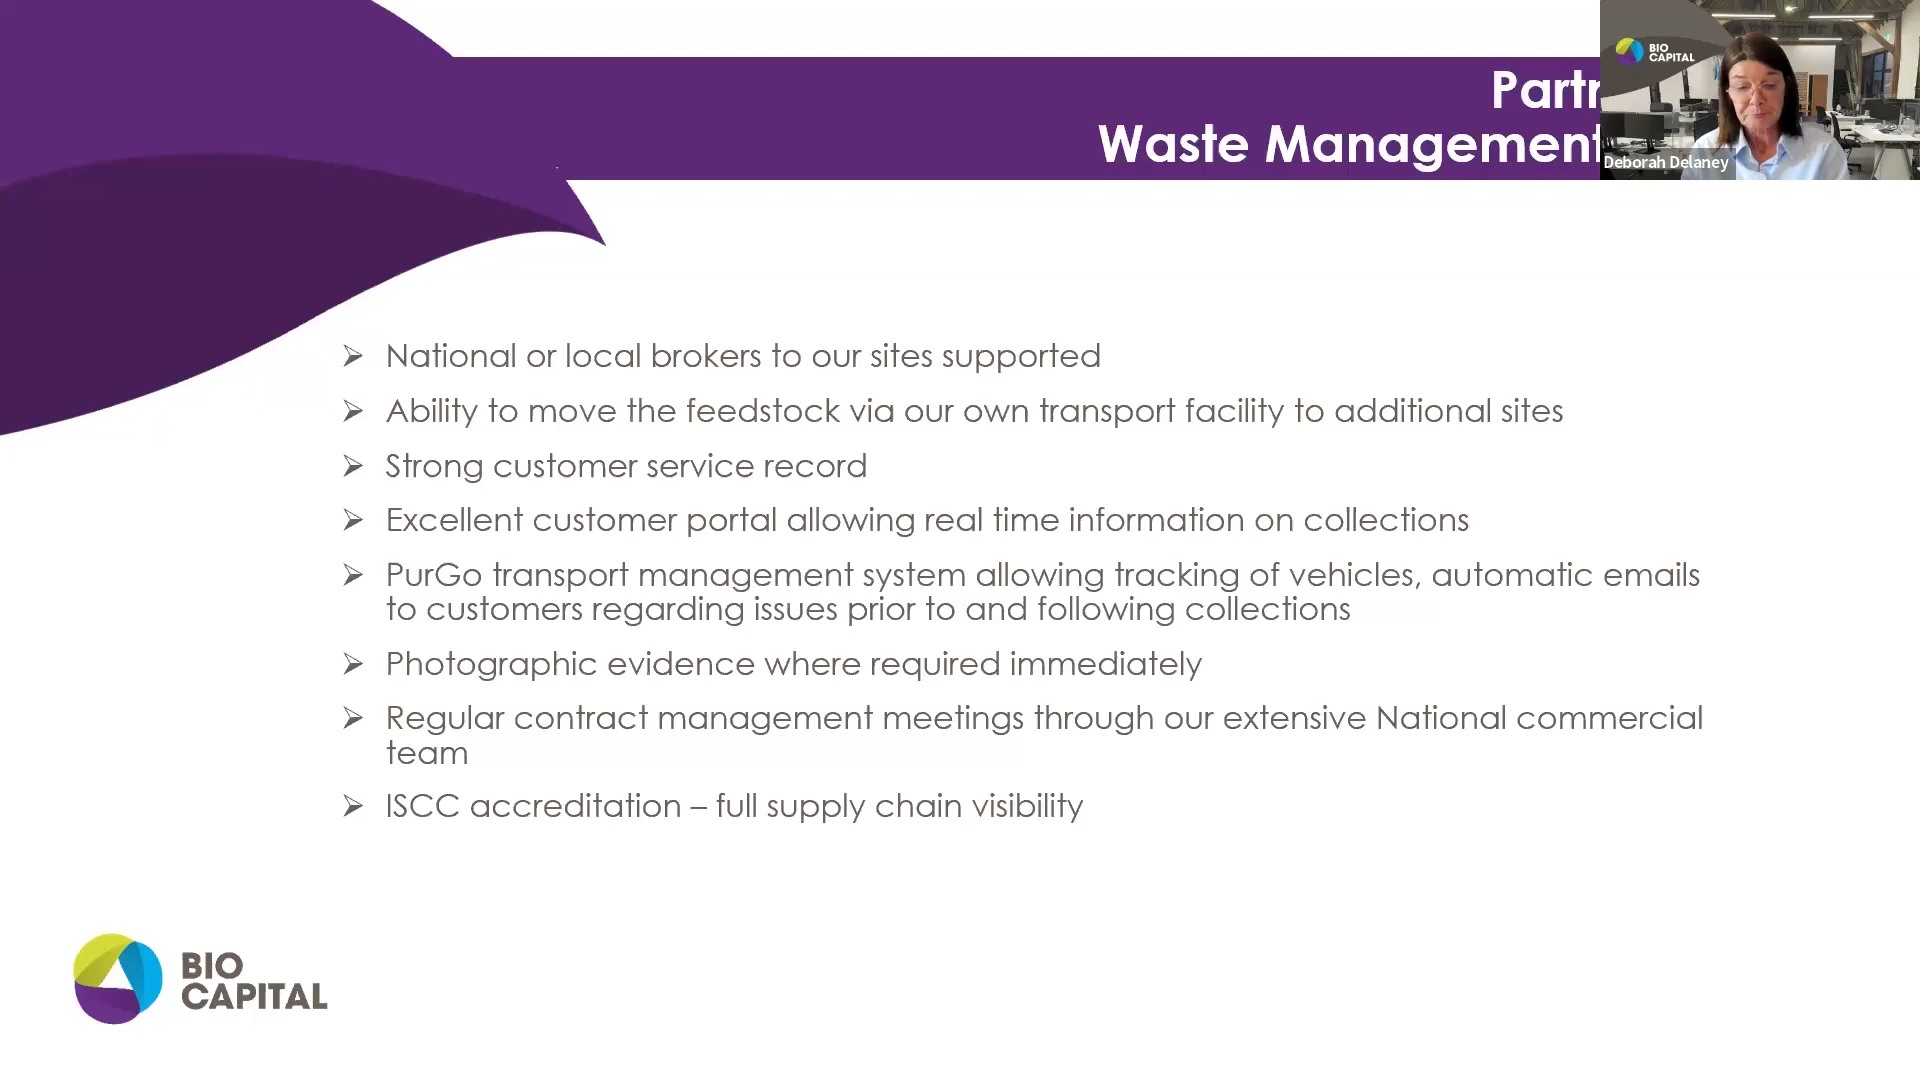 Waste Management
BIO
CAPITAL
Deborah Delaney
National or local brokers to our sites supported
Ability to move the feedstock via our own transport facility to additional sites
Strong customer service record
Excellent customer portal allowing real time information on collections
PurGo transport management system allowing tracking of vehicles, automatic emails
to customers regarding issues prior to and following collections
Photographic evidence where required immediately
Regular contract management meetings through our extensive National commercial
team
ISCC accreditation – full supply chain visibility
BIO
CAPITAL